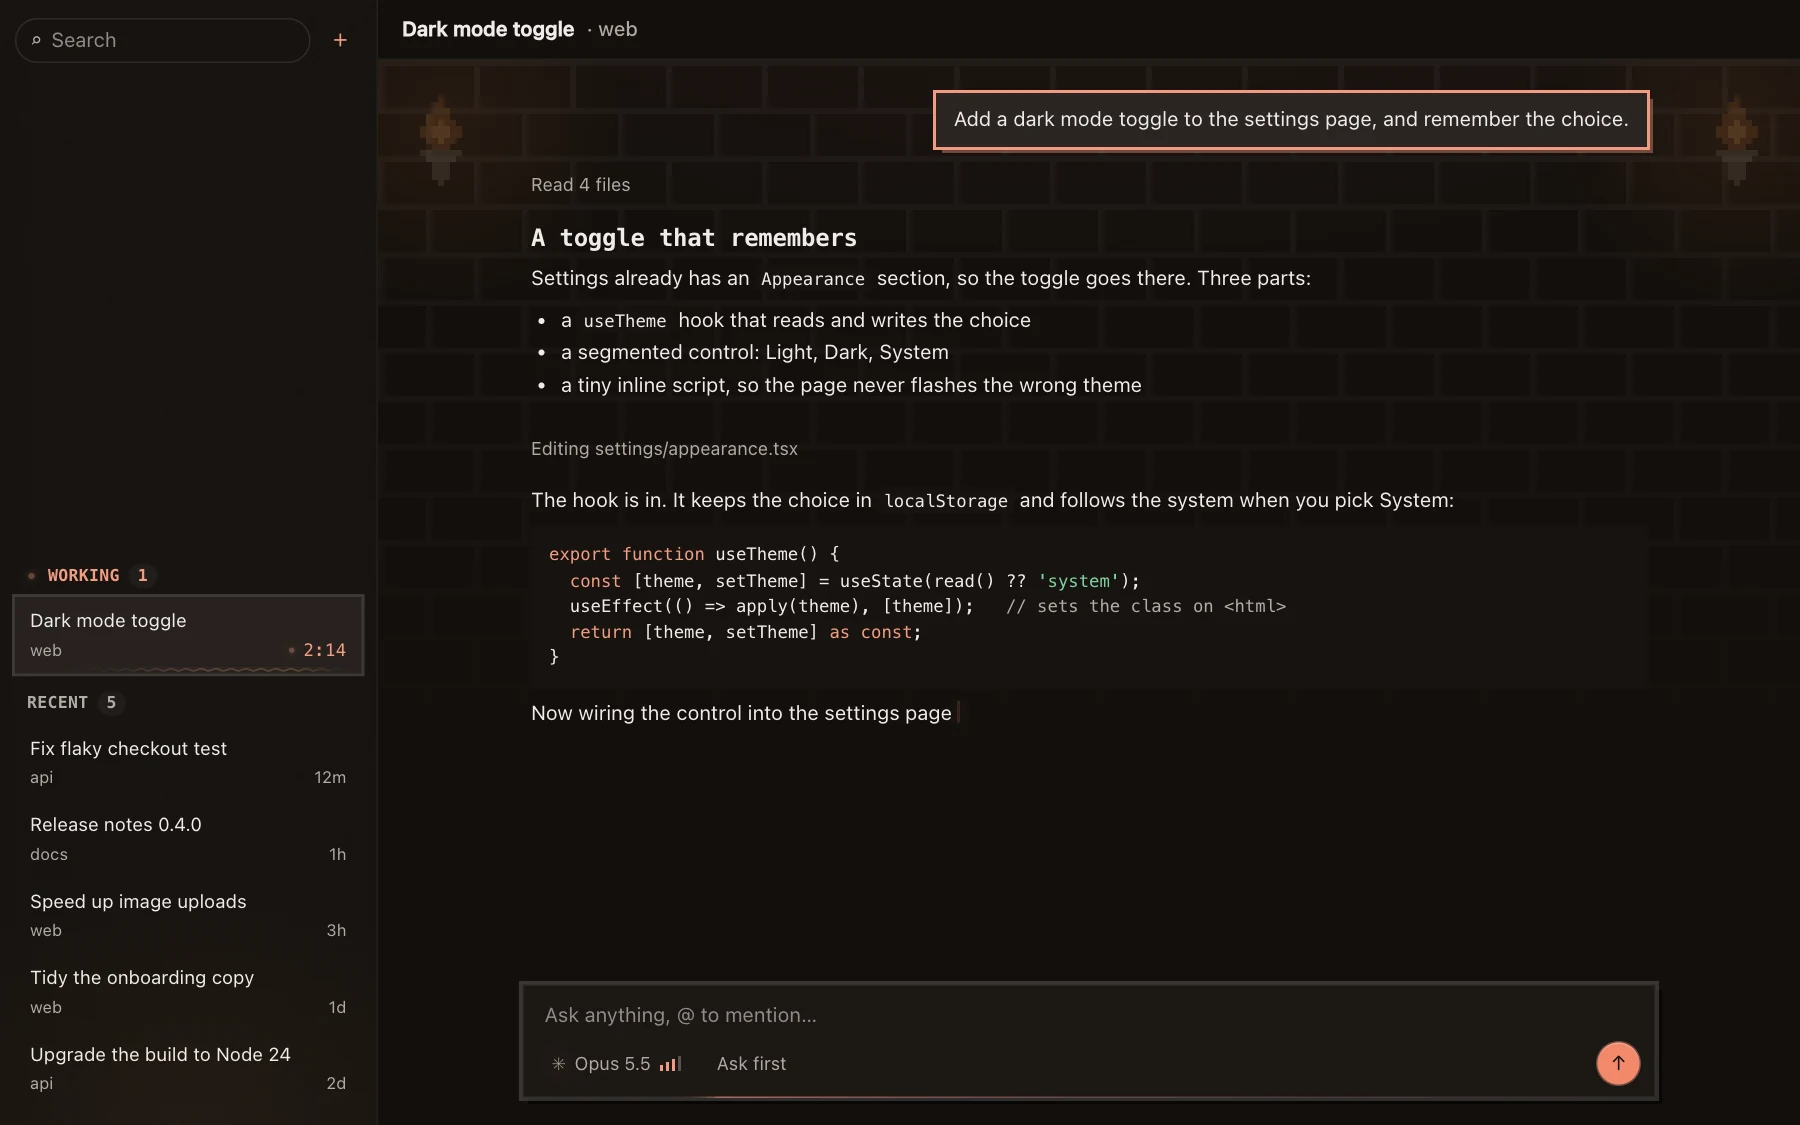 Search
+
WORKING 1
Dark mode toggle
web 2:14
RECENT 5
Fix flaky checkout test
api 12m
Release notes 0.4.0
docs 1h
Speed up image uploads
web 3h
Tidy the onboarding copy
web 1d
Upgrade the build to Node 24
api 2d
Dark mode toggle · web
Add a dark mode toggle to the settings page, and remember the choice.
Read 4 files
A toggle that remembers
Settings already has an Appearance section, so the toggle goes there. Three parts:
• a useTheme hook that reads and writes the choice
• a segmented control: Light, Dark, System
• a tiny inline script, so the page never flashes the wrong theme
Editing settings/appearance.tsx
The hook is in. It keeps the choice in localStorage and follows the system when you pick System:
export function useTheme() {
  const [theme, setTheme] = useState(read() ?? 'system');
  useEffect(() => apply(theme), [theme]);   // sets the class on <html>
  return [theme, setTheme] as const;
}
Now wiring the control into the settings page
Ask anything, @ to mention...
Opus 5.5 Ask first